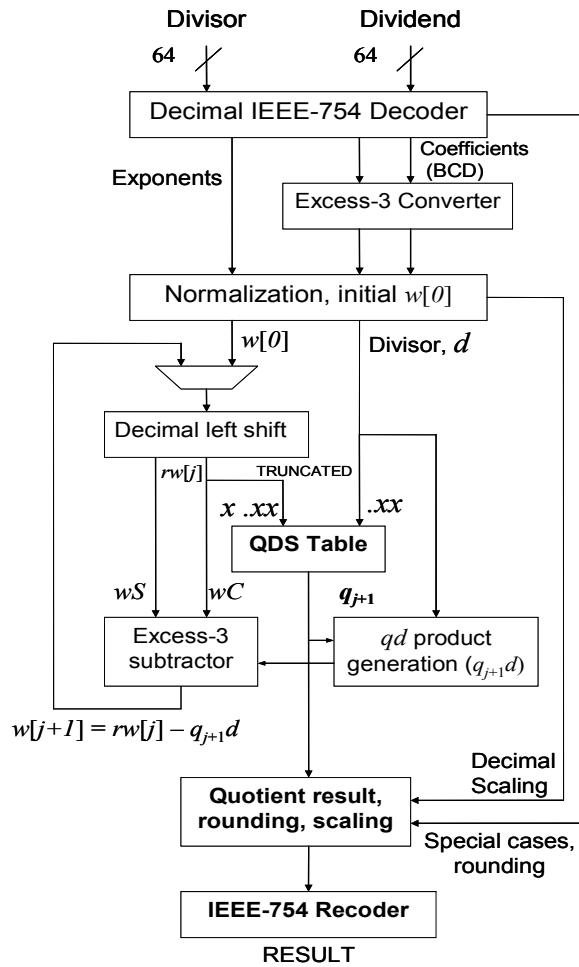 Divisor
Dividend
64
64
Decimal IEEE-754 Decoder
Coefficients
(BCD)
Exponents
Excess-3 Converter
Normalization, initial w[0]
w[0]
Divisor, d
Decimal left shift
rw[j]
TRUNCATED
x .xx
.xx
QDS Table
wS
wC
qj+1
Excess-3
subtractor
qd product
generation (qj+1d)
w[j+1] = rw[j] – qj+1d
Decimal
Scaling
Quotient result,
rounding, scaling
Special cases,
rounding
IEEE-754 Recoder
RESULT